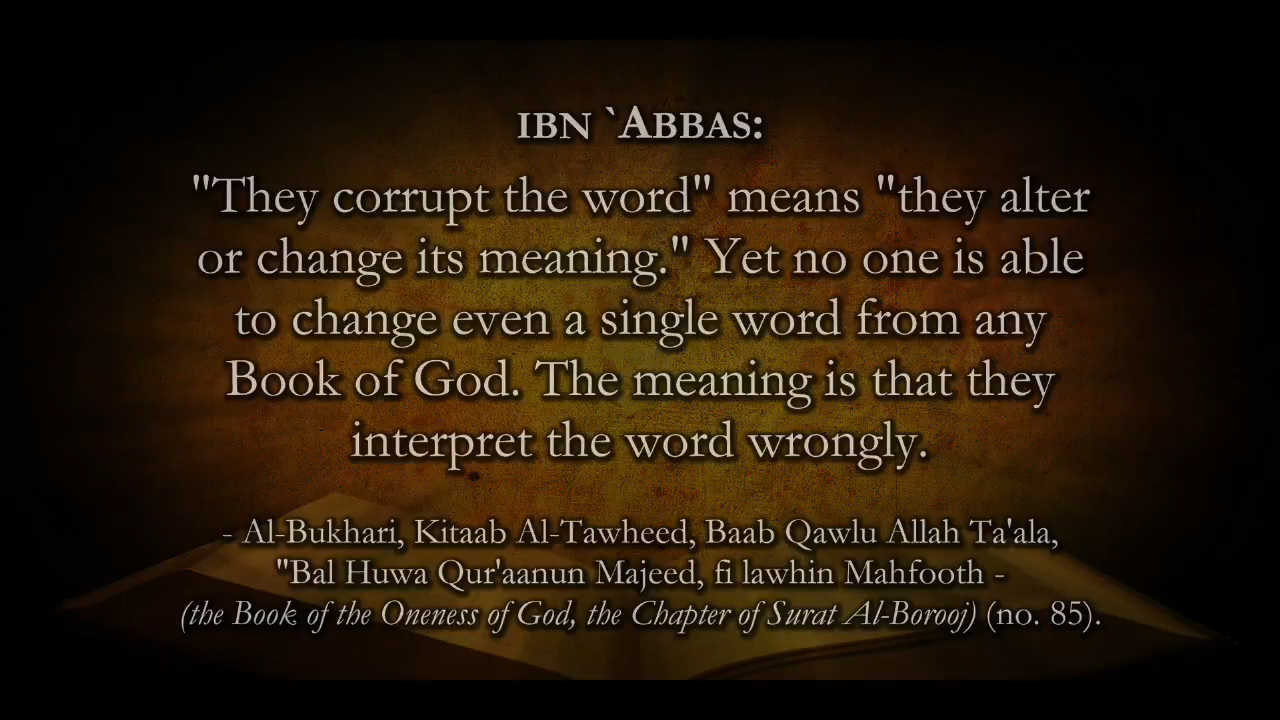 IBN `ABBAS:
"They corrupt the word" means "they alter
or change its meaning." Yet no one is able
to change even a single word from any
Book of God. The meaning is that they
interpret the word wrongly.
- Al-Bukhari, Kitaab Al-Tawheed, Baab Qawlu Allah Ta'ala,
"Bal Huwa Qur'aanun Majeed, fi lawhin Mahfooth -
(the Book of the Oneness of God, the Chapter of Surat Al-Borooj) (no. 85).